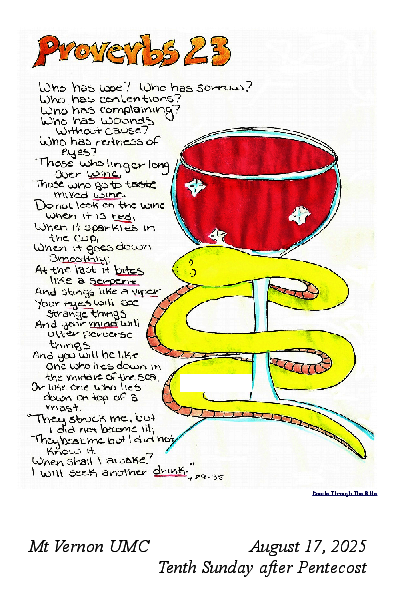 Proverbs 23
Who has woe? Who has sorrow?
Who has contentions?
Who has complaining?
Who has wounds
without cause?
Who has redness of
eyes?
Those who linger long
over wine,
Those who go to taste
mixed wine.
Do not look on the wine
when it is red,
When it sparkles in
the cup,
When it goes down
smoothly;
At the last it bites
like a serpent
And stings like a viper
Your eyes will see
strange things
And your mind will
utter perverse
things
And you will be like
one who lies down in
the middle of the sea,
Or like one who lies
down on top of a
mast.
"They struck me, but
I did not become ill;
They beat me but I did not
know it.
When shall I awake?
I will seek another drink."
v29-35
Doodle Through The Bible
Mt Vernon UMC
August 17, 2025
Tenth Sunday after Pentecost